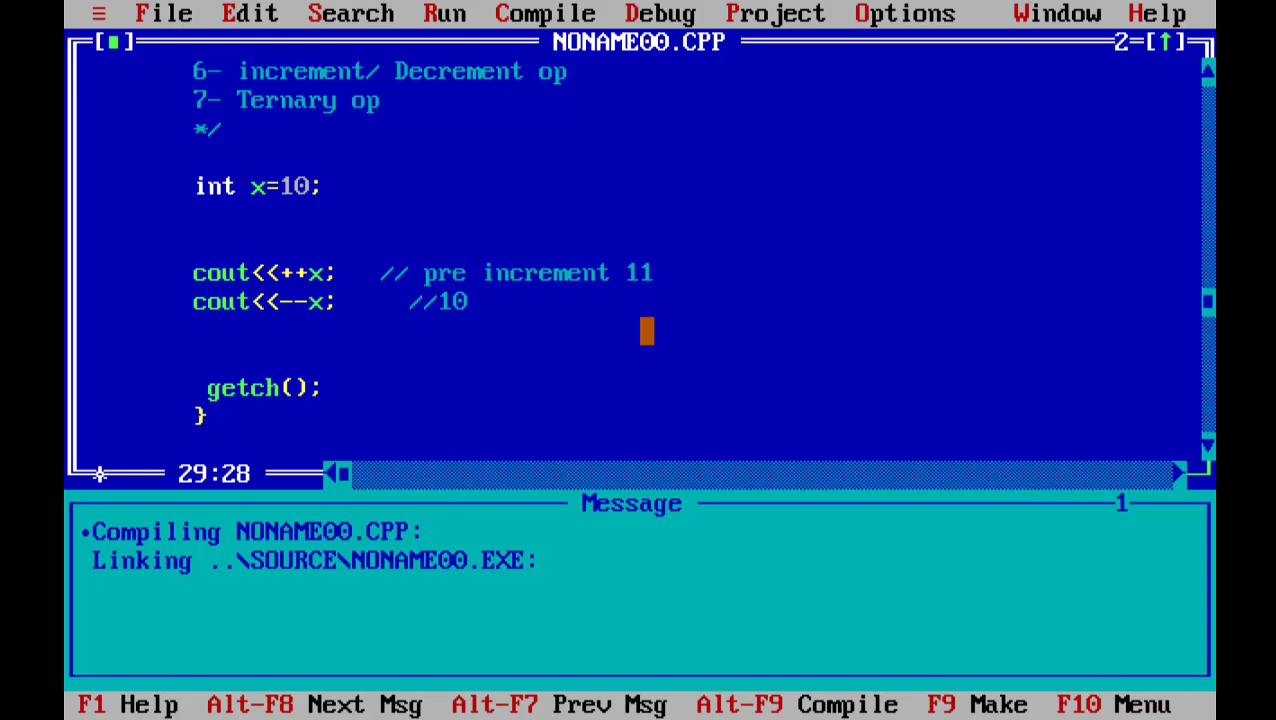 ≡ File Edit Search Run Compile Debug Project Options Window Help
[■] NONAME00.CPP 2=[↑]
6- increment/ Decrement op
7- Ternary op
*/
int x=10;
cout<<++x; // pre increment 11
cout<<--x; //10
getch();
}
29:28
Message 1
•Compiling NONAME00.CPP:
Linking ..\SOURCE\NONAME00.EXE:
F1 Help Alt-F8 Next Msg Alt-F7 Prev Msg Alt-F9 Compile F9 Make F10 Menu